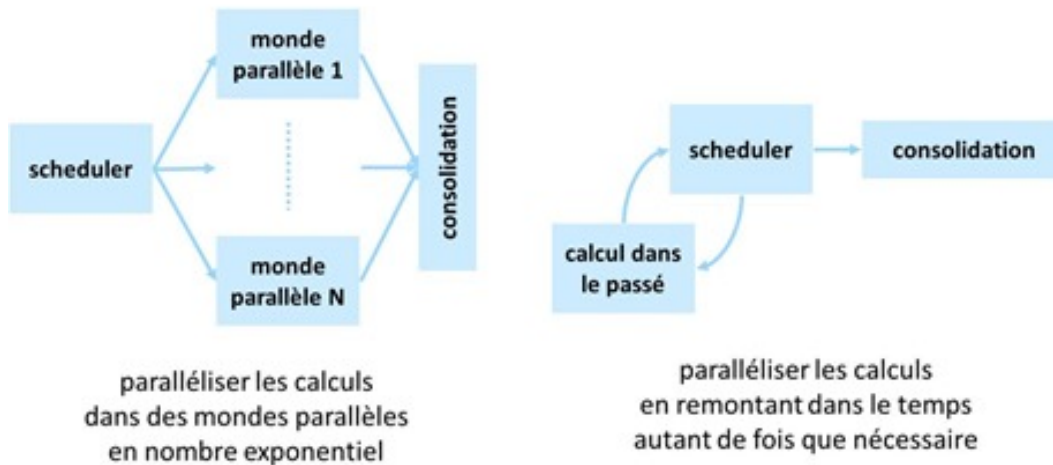 monde
parallèle 1
scheduler
consolidation
monde
parallèle N
paralléliser les calculs
dans des mondes parallèles
en nombre exponentiel
scheduler
consolidation
calcul dans
le passé
paralléliser les calculs
en remontant dans le temps
autant de fois que nécessaire